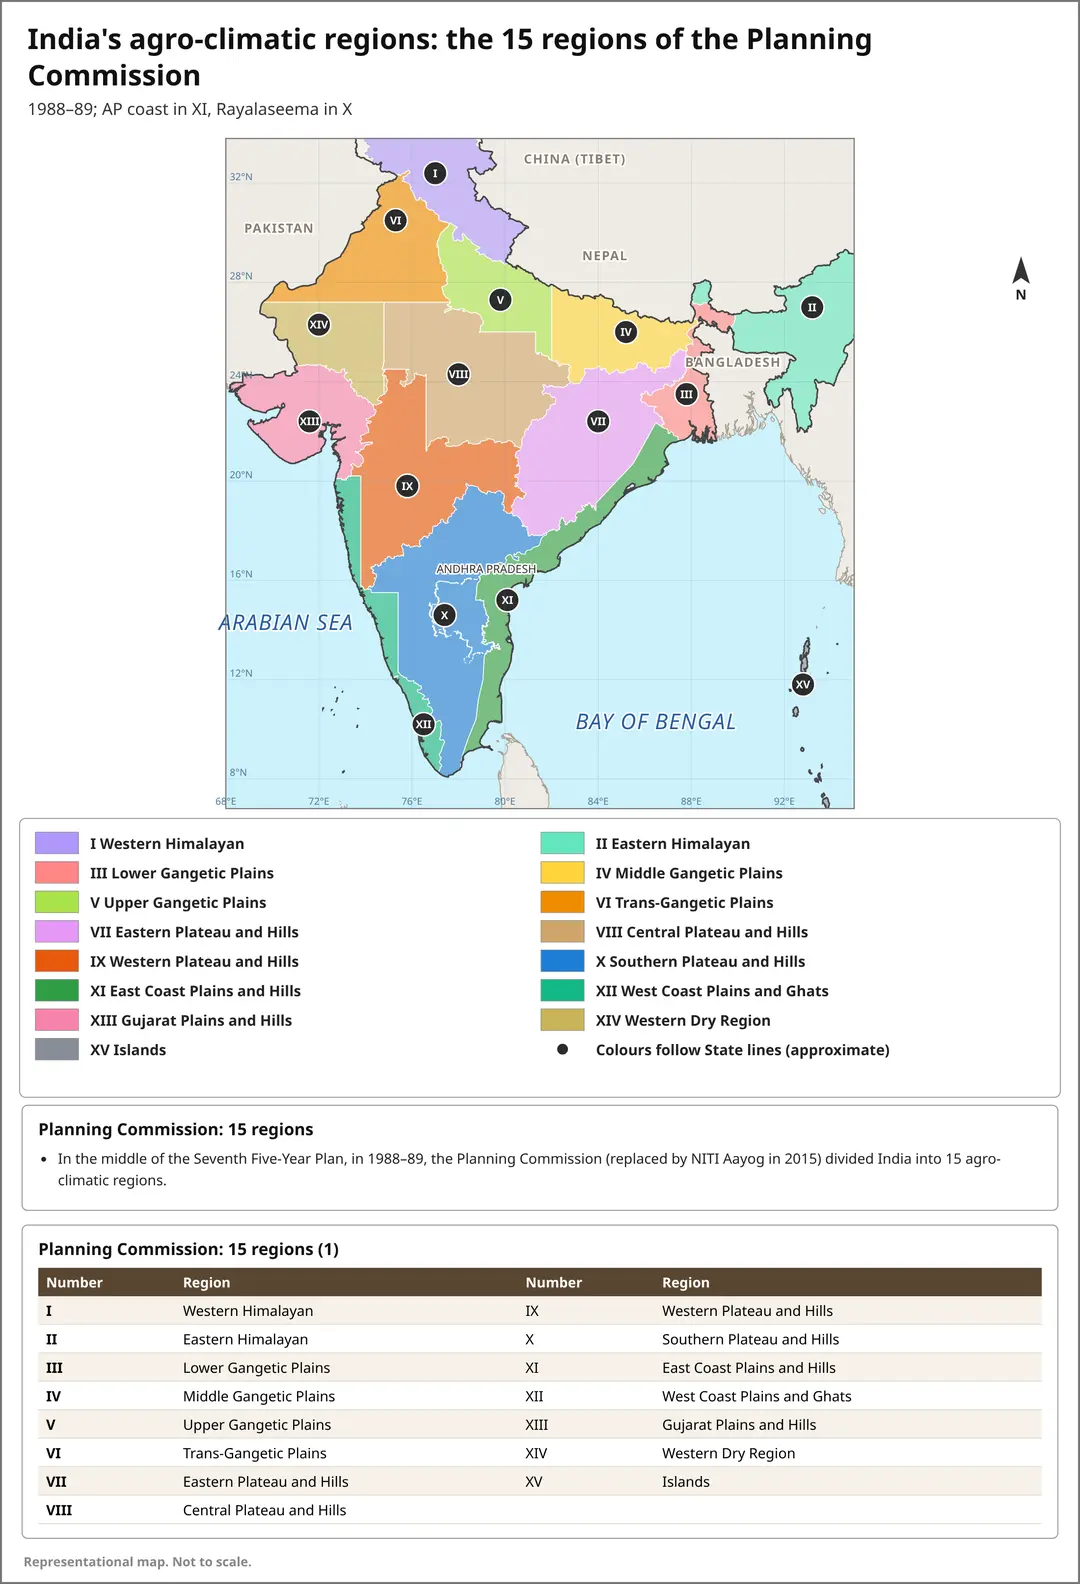 India's agro-climatic regions: the 15 regions of the Planning
Commission
1988–89; AP coast in XI, Rayalaseema in X
CHINA (TIBET)
32°N
I
VI
PAKISTAN
NEPAL
28°N
N
V
II
XIV
IV
BANGLADESH
24°N
VIII
III
XIII
VII
20°N
IX
ANDHRA PRADESH
16°N
XI
X
ARABIAN SEA
12°N
XV
BAY OF BENGAL
XII
8°N
68°E 72°E 76°E 80°E 84°E 88°E 92°E
I Western Himalayan
II Eastern Himalayan
III Lower Gangetic Plains
IV Middle Gangetic Plains
V Upper Gangetic Plains
VI Trans-Gangetic Plains
VII Eastern Plateau and Hills
VIII Central Plateau and Hills
IX Western Plateau and Hills
X Southern Plateau and Hills
XI East Coast Plains and Hills
XII West Coast Plains and Ghats
XIII Gujarat Plains and Hills
XIV Western Dry Region
XV Islands
Colours follow State lines (approximate)
Planning Commission: 15 regions
• In the middle of the Seventh Five-Year Plan, in 1988–89, the Planning Commission (replaced by NITI Aayog in 2015) divided India into 15 agro-
climatic regions.
Planning Commission: 15 regions (1)
Number Region Number Region
I Western Himalayan IX Western Plateau and Hills
II Eastern Himalayan X Southern Plateau and Hills
III Lower Gangetic Plains XI East Coast Plains and Hills
IV Middle Gangetic Plains XII West Coast Plains and Ghats
V Upper Gangetic Plains XIII Gujarat Plains and Hills
VI Trans-Gangetic Plains XIV Western Dry Region
VII Eastern Plateau and Hills XV Islands
VIII Central Plateau and Hills
Representational map. Not to scale.